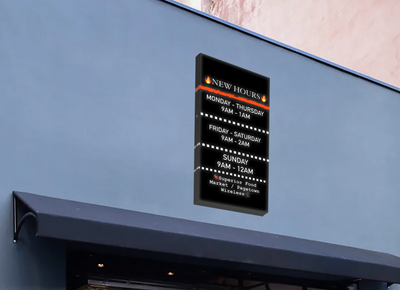 🔥NEW HOURS🔥
MONDAY - THURSDAY
9AM - 1AM
FRIDAY - SATURDAY
9AM - 2AM
SUNDAY
9AM - 12AM
Superior Food
Market / Pagetown
Wireless